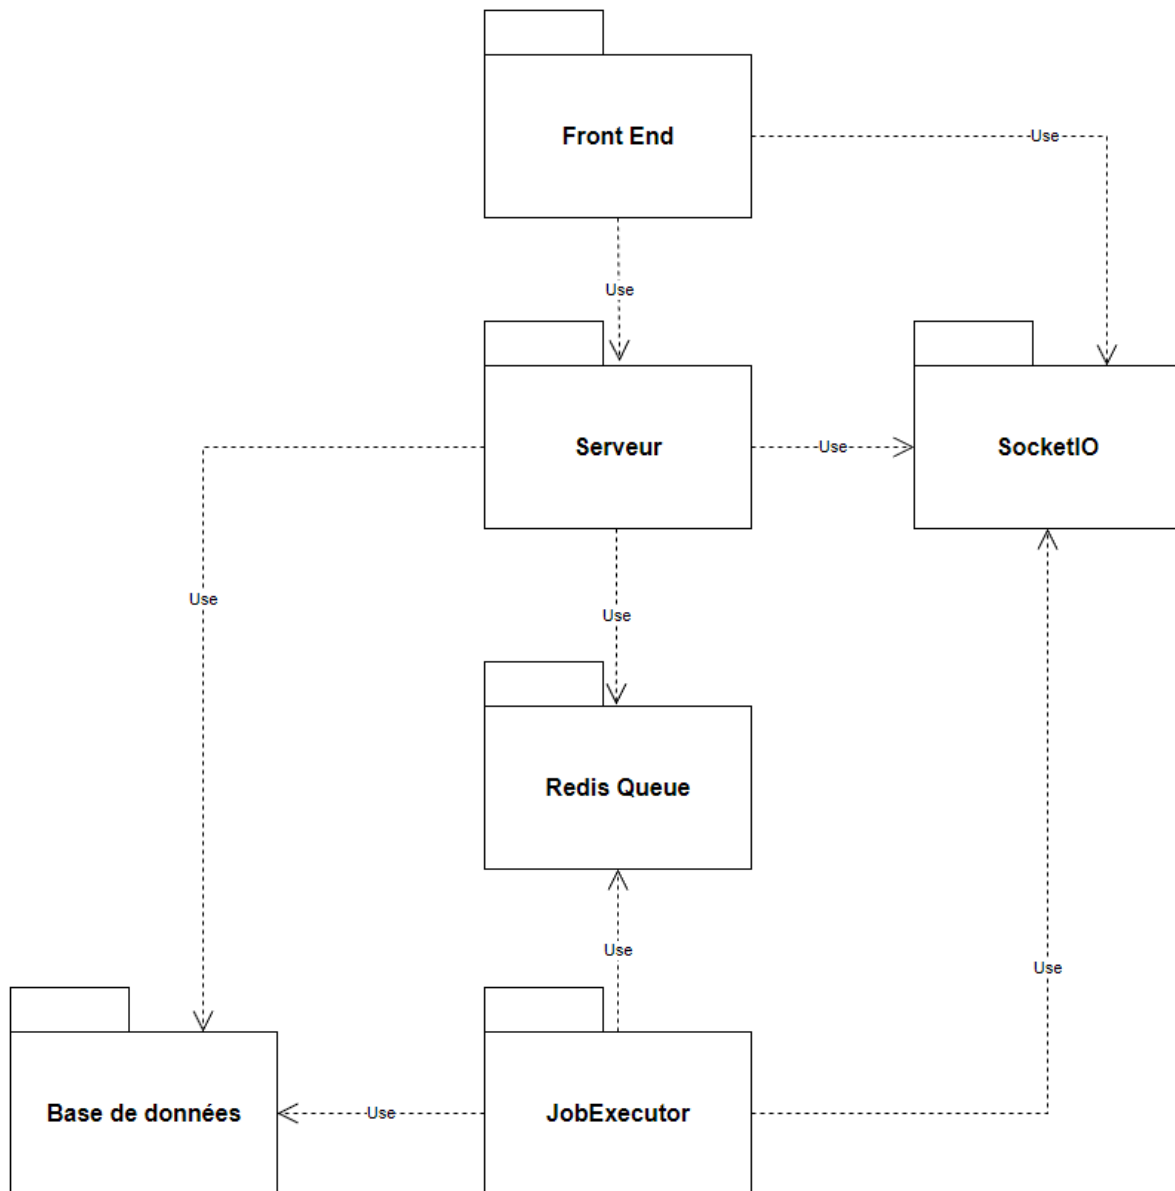 Front End
Use
Use
Serveur
Use
SocketIO
Use
Use
Redis Queue
Use
Use
Base de données
Use
JobExecutor